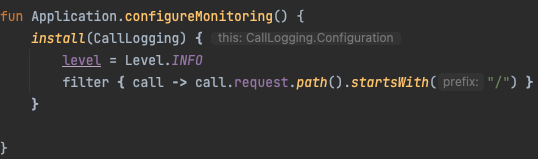 fun Application.configureMonitoring() {
    install(CallLogging) { this: CallLogging.Configuration
        level = Level.INFO
        filter { call -> call.request.path().startsWith( prefix: "/") }
    }

}